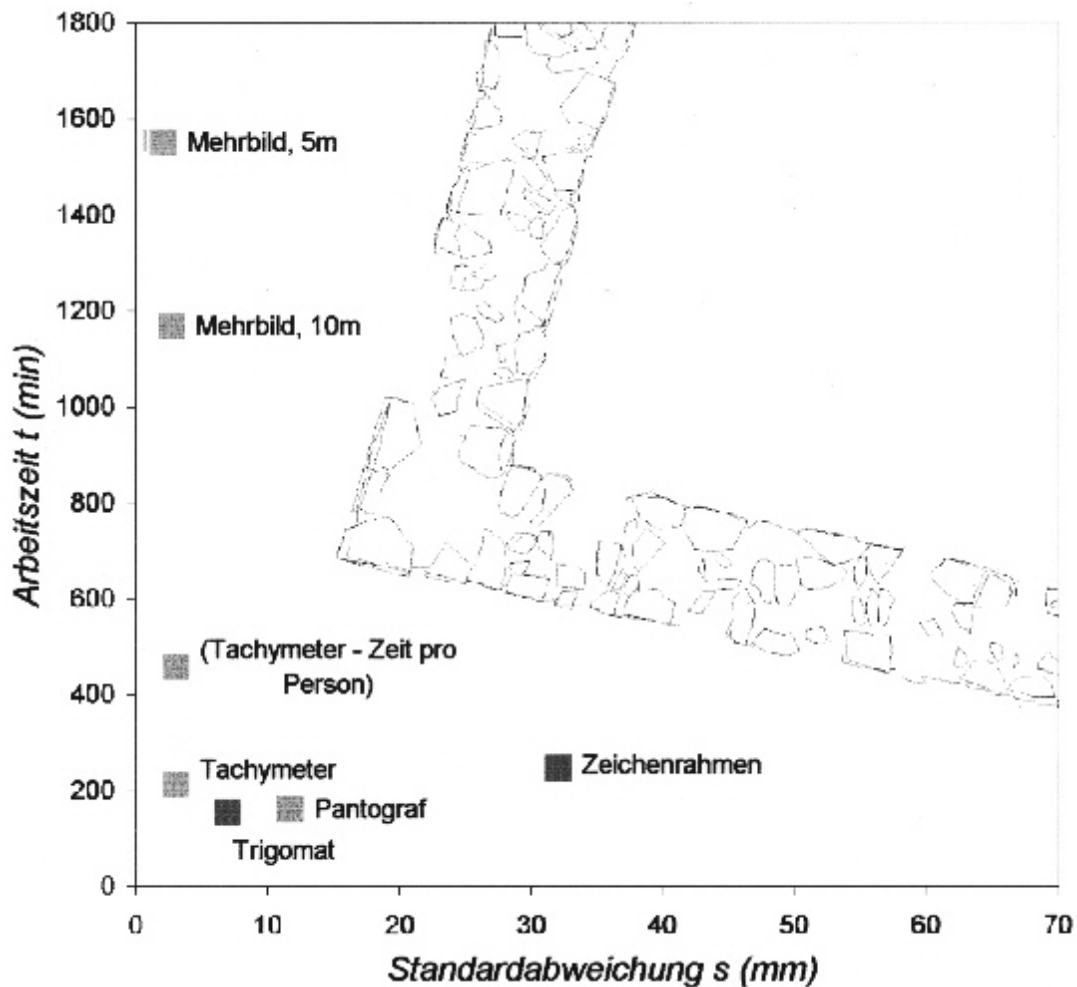 1800
1600
1400
1200
1000
800
600
400
200
0
Arbeitszeit t (min)
Mehrbild, 5m
Mehrbild, 10m
(Tachymeter - Zeit pro
Person)
Tachymeter
Zeichenrahmen
Pantograf
Trigomat
0 10 20 30 40 50 60 70
Standardabweichung s (mm)